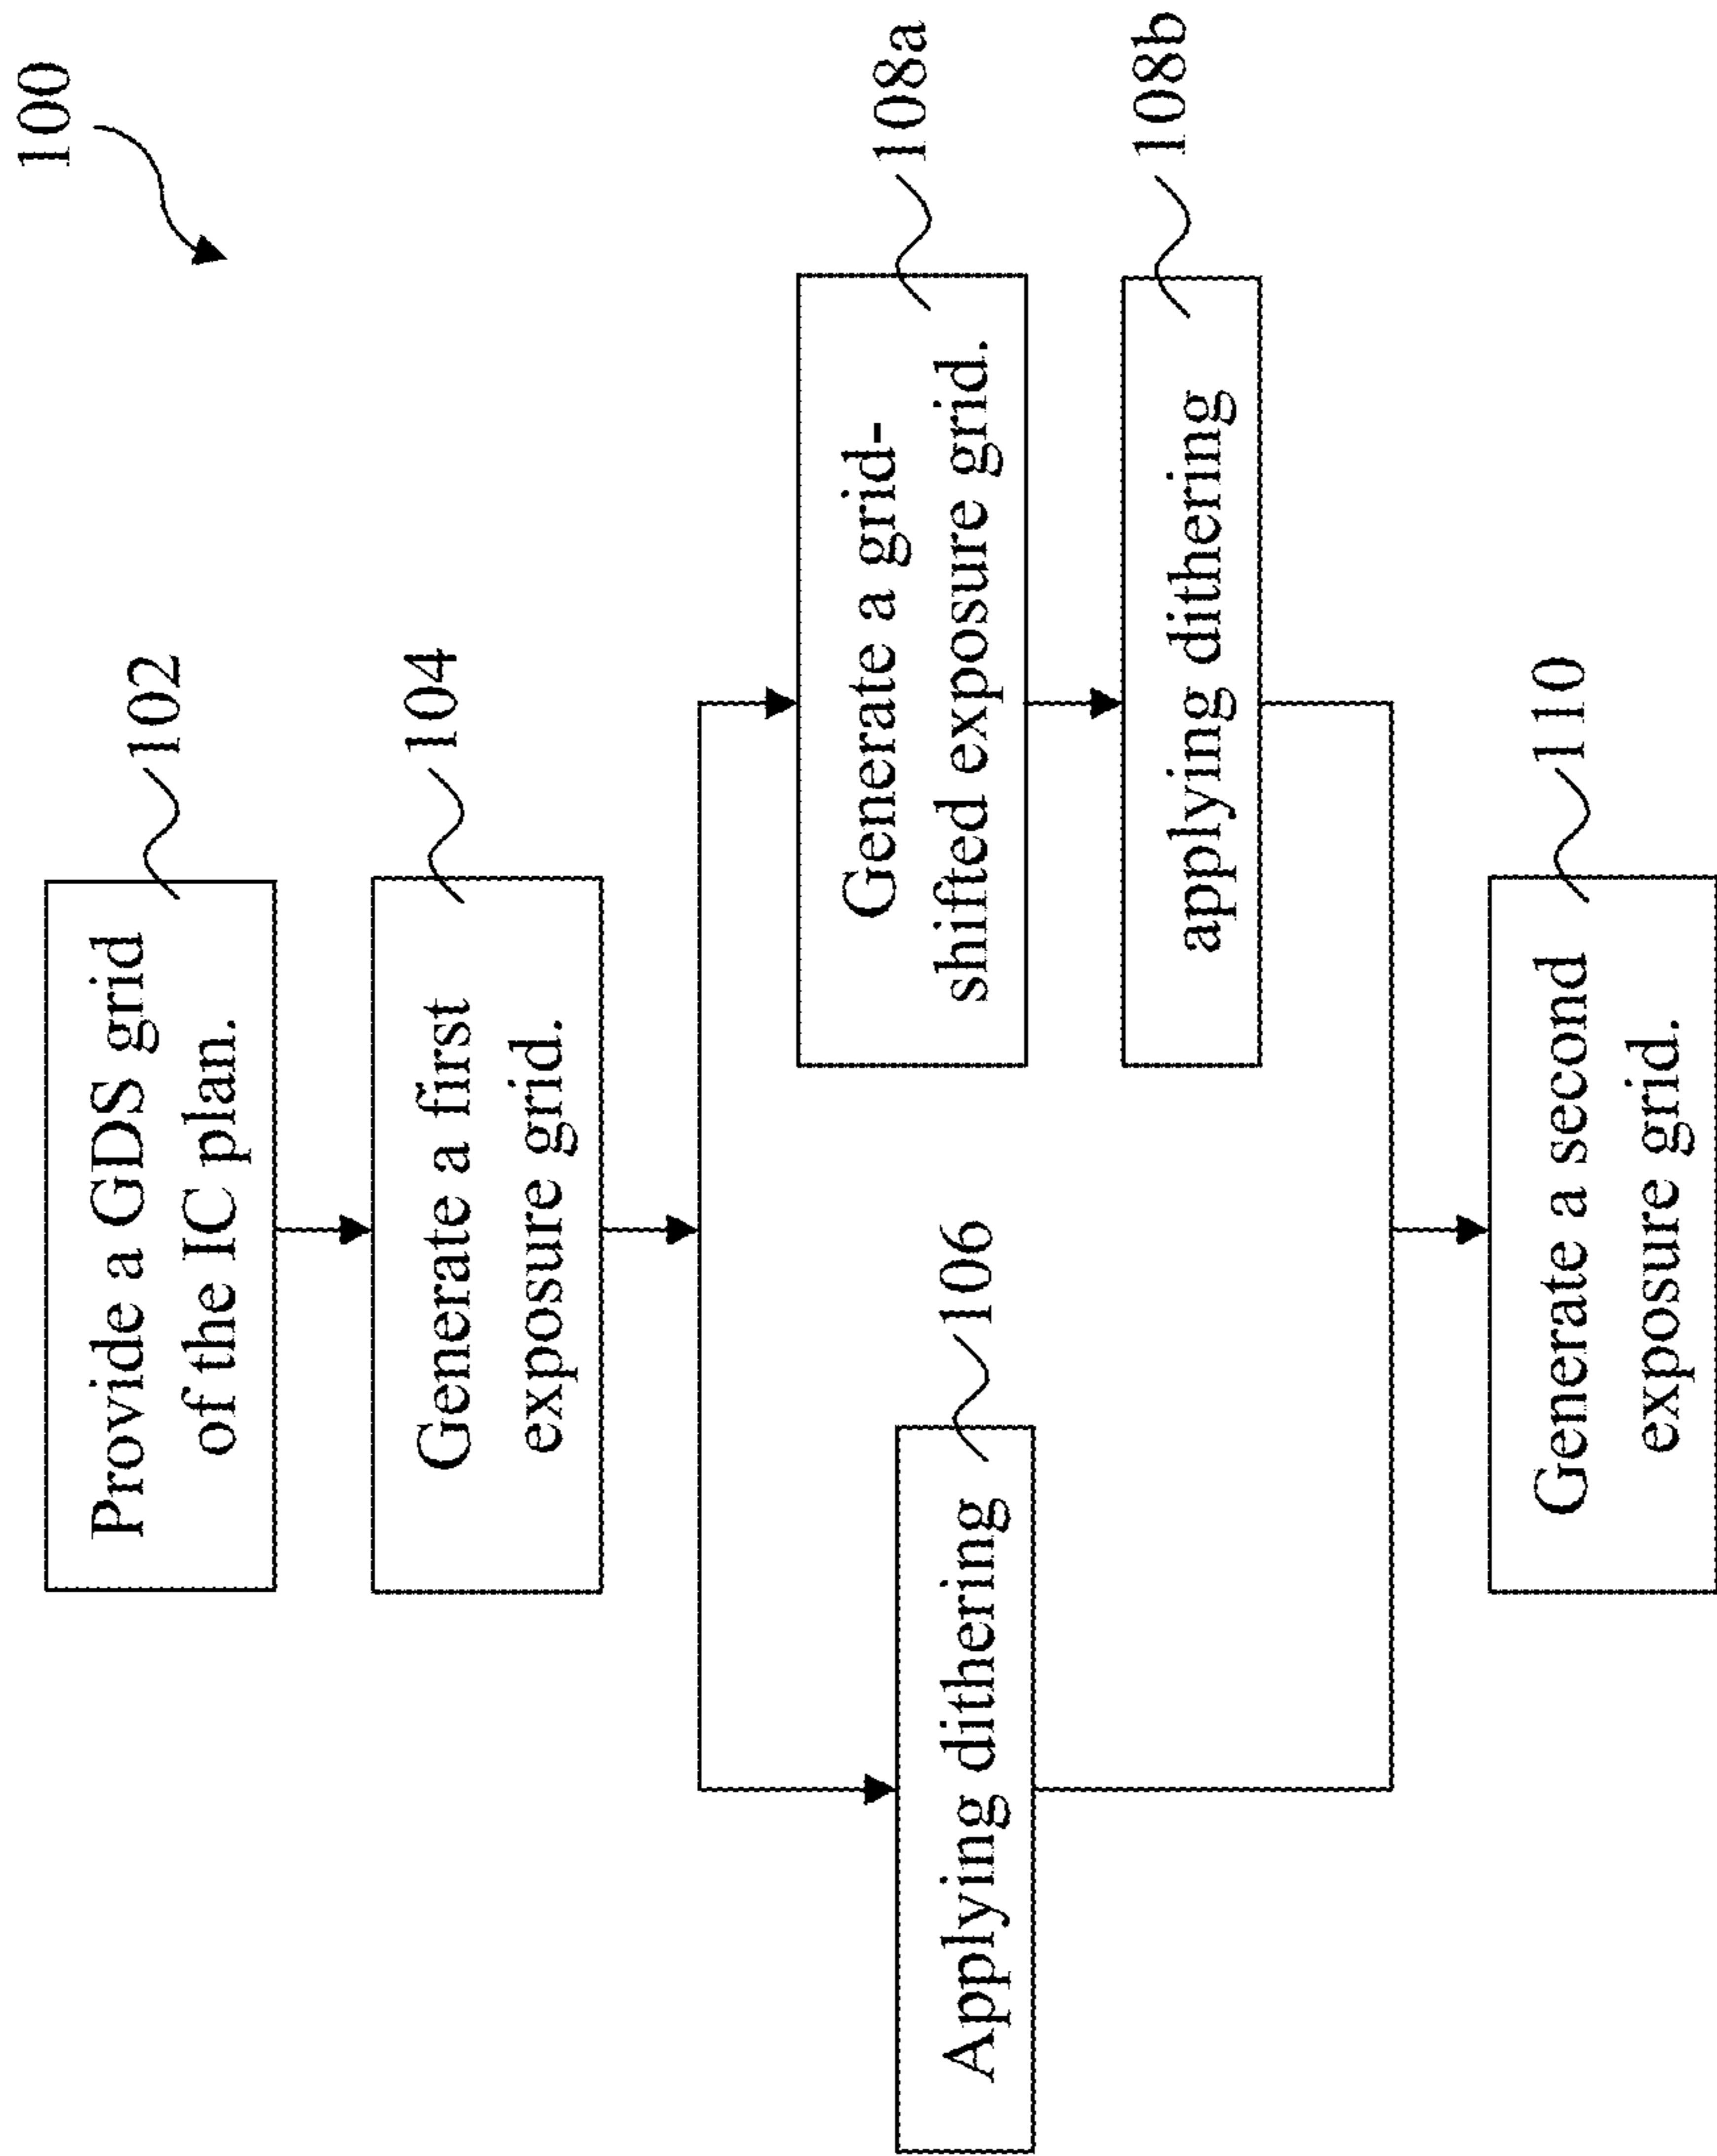 100
Provide a GDS grid
of the IC plan.
102
Generate a first
exposure grid.
104
Applying dithering
106
Generate a grid-
shifted exposure grid.
108a
applying dithering
108b
Generate a second
exposure grid.
110